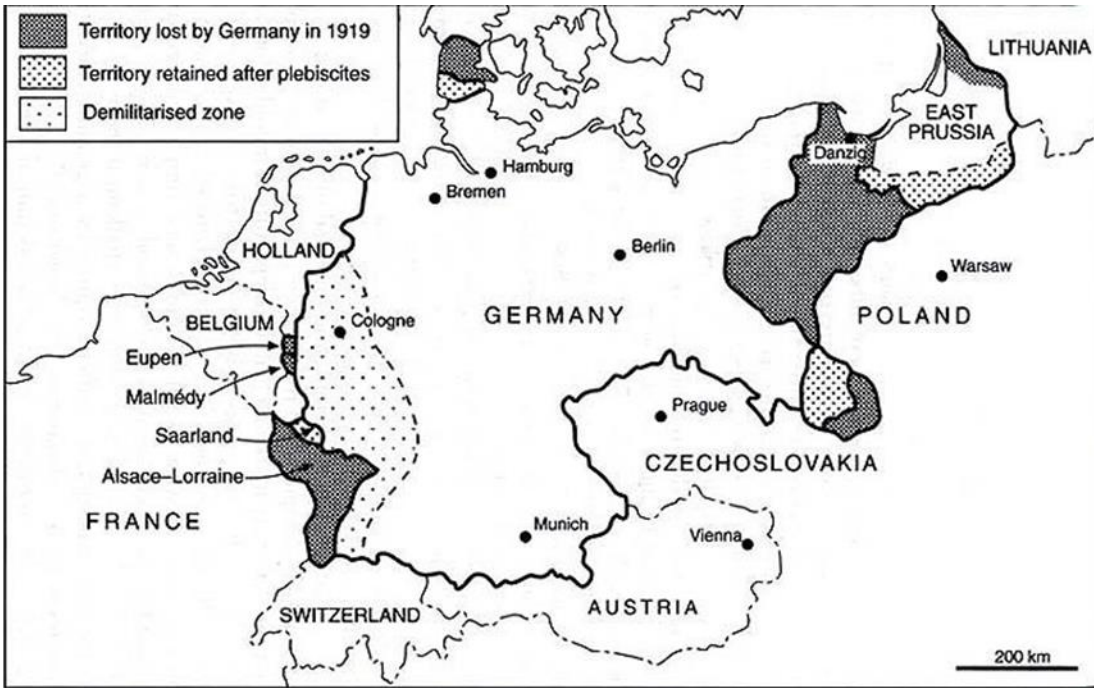 Territory lost by Germany in 1919
Territory retained after plebiscites
Demilitarised zone
LITHUANIA
EAST
PRUSSIA
Danzig
Hamburg
Bremen
HOLLAND
Berlin
Warsaw
BELGIUM
Cologne
GERMANY
POLAND
Eupen
Malmédy
Prague
Saarland
CZECHOSLOVAKIA
Alsace–Lorraine
FRANCE
Munich
Vienna
SWITZERLAND
AUSTRIA
200 km